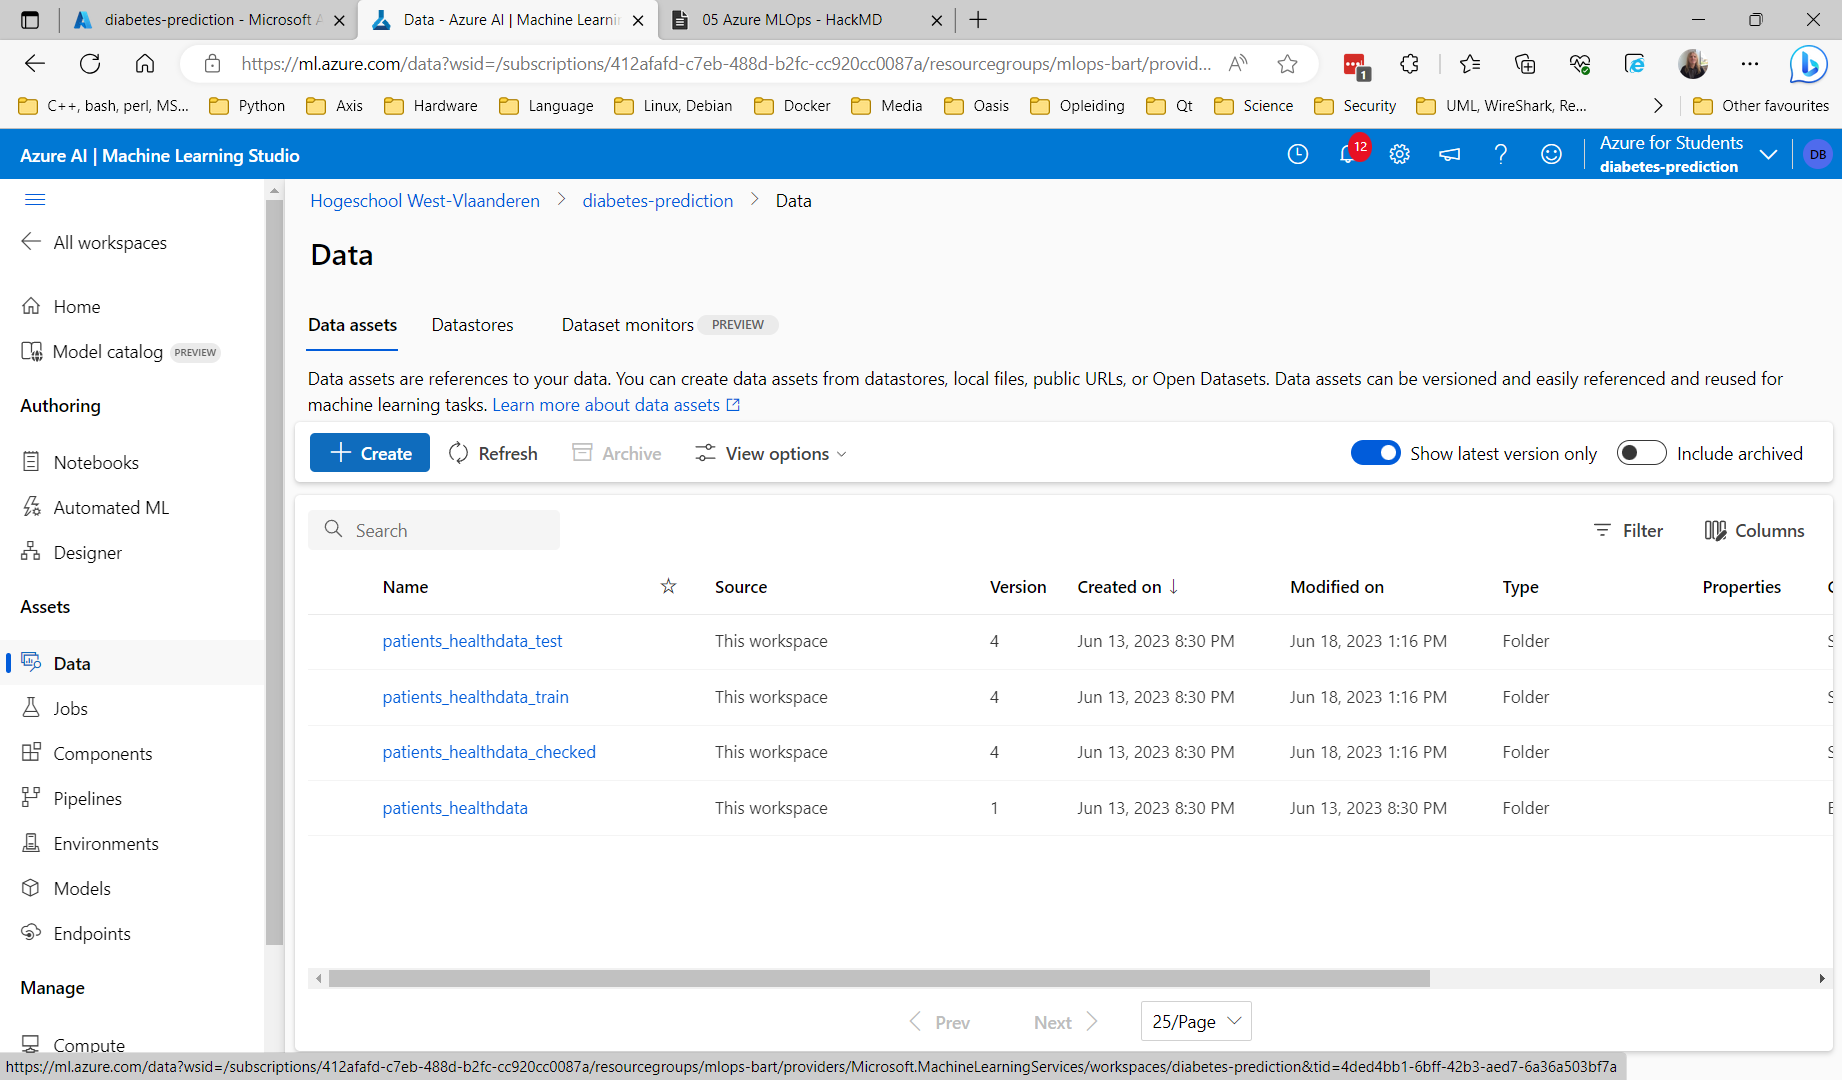 diabetes-prediction - Microsoft A
Data - Azure AI | Machine Learnin
05 Azure MLOps - HackMD
https://ml.azure.com/data?wsid=/subscriptions/412afafd-c7eb-488d-b2fc-cc920cc0087a/resourcegroups/mlops-bart/provid...
1
C++, bash, perl, MS...
Python
Axis
Hardware
Language
Linux, Debian
Docker
Media
Oasis
Opleiding
Qt
Science
Security
UML, WireShark, Re...
Other favourites
Azure AI | Machine Learning Studio
12
Azure for Students
diabetes-prediction
DB
Hogeschool West-Vlaanderen > diabetes-prediction > Data
All workspaces
Home
Model catalog PREVIEW
Authoring
Notebooks
Automated ML
Designer
Assets
Data
Jobs
Components
Pipelines
Environments
Models
Endpoints
Manage
Compute
Data
Data assets
Datastores
Dataset monitors PREVIEW
Data assets are references to your data. You can create data assets from datastores, local files, public URLs, or Open Datasets. Data assets can be versioned and easily referenced and reused for
machine learning tasks. Learn more about data assets
Create
Refresh
Archive
View options
Show latest version only
Include archived
Search
Filter
Columns
Name Source Version Created on ↓ Modified on Type Properties
patients_healthdata_test This workspace 4 Jun 13, 2023 8:30 PM Jun 18, 2023 1:16 PM Folder
patients_healthdata_train This workspace 4 Jun 13, 2023 8:30 PM Jun 18, 2023 1:16 PM Folder
patients_healthdata_checked This workspace 4 Jun 13, 2023 8:30 PM Jun 18, 2023 1:16 PM Folder
patients_healthdata This workspace 1 Jun 13, 2023 8:30 PM Jun 13, 2023 8:30 PM Folder
Prev
Next
25/Page
https://ml.azure.com/data?wsid=/subscriptions/412afafd-c7eb-488d-b2fc-cc920cc0087a/resourcegroups/mlops-bart/providers/Microsoft.MachineLearningServices/workspaces/diabetes-prediction&tid=4ded4bb1-6bff-42b3-aed7-6a36a503bf7a